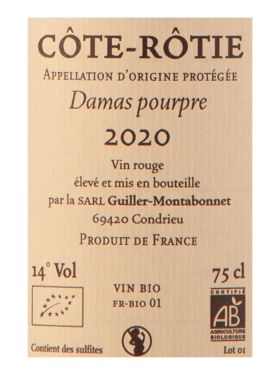 CÔTE-RÔTIE
APPELLATION D'ORIGINE PROTÉGÉE
Damas pourpre
2020
Vin rouge
élevé et mis en bouteille
par la SARL Guiller-Montabonnet
69420 Condrieu
PRODUIT DE FRANCE
14° Vol
75 cl
VIN BIO
FR-BIO 01
CERTIFIÉ
AB
AGRICULTURE
BIOLOGIQUE
Contient des sulfites
Lot 01